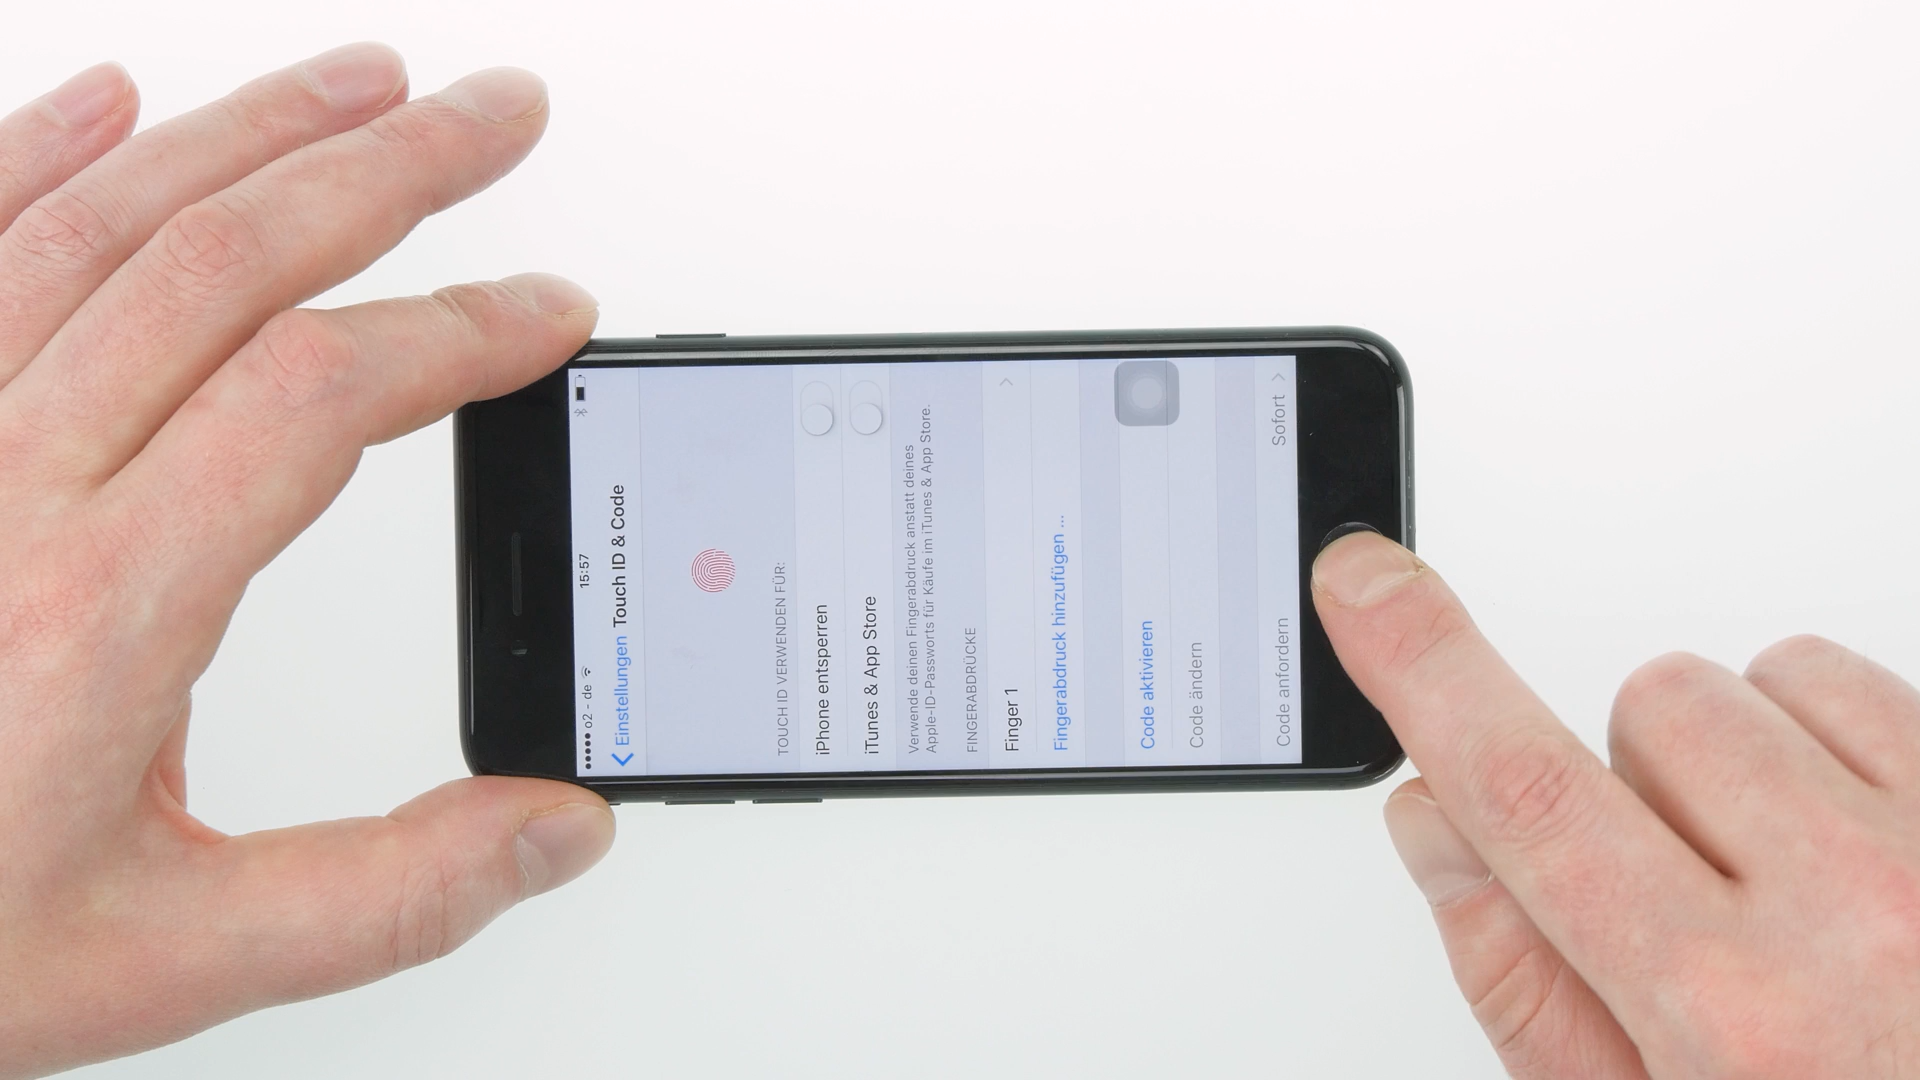 ●●●●● o2 - de 15:57
Einstellungen Touch ID & Code
TOUCH ID VERWENDEN FÜR:
iPhone entsperren
iTunes & App Store
Verwende deinen Fingerabdruck anstatt deines
Apple-ID-Passworts für Käufe im iTunes & App Store.
FINGERABDRÜCKE
Finger 1
Fingerabdruck hinzufügen ...
Code aktivieren
Code ändern
Code anfordern Sofort